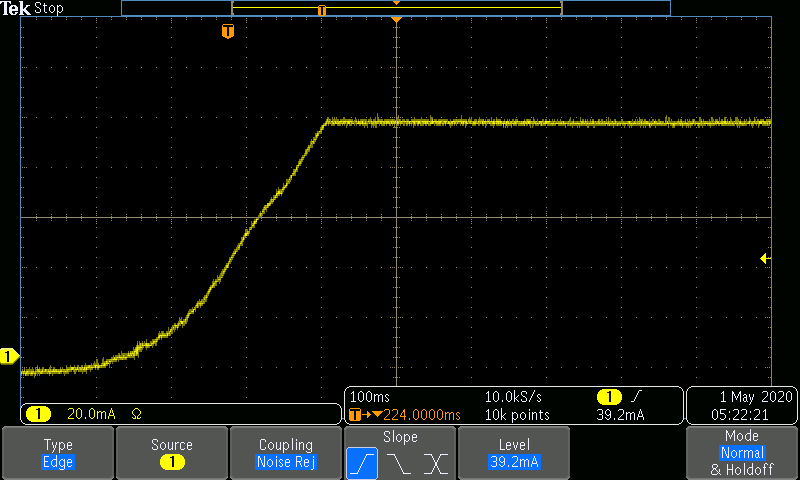 Tek Stop
T
T
1
1 20.0mA Ω
100ms 10.0kS/s 1
T→▼224.0000ms 10k points 39.2mA
1 May 2020
05:22:21
Type
Edge
Source
1
Coupling
Noise Rej
Slope
Level
39.2mA
Mode
Normal
& Holdoff